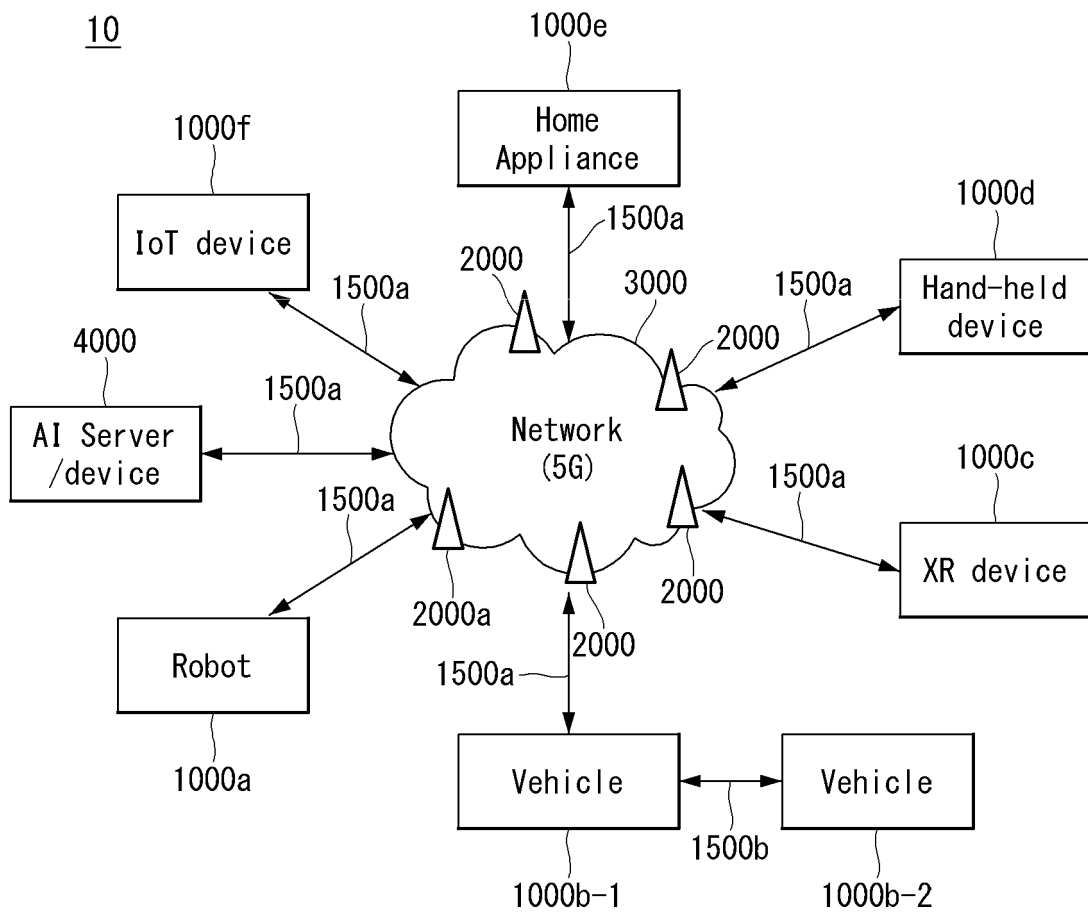 10
1000e
Home
Appliance
1000f
IoT device
1500a
1000d
Hand-held
device
2000
3000
1500a
1500a
2000
4000
AI Server
/device
1500a
Network
(5G)
1000c
XR device
1500a
1500a
2000a
2000
2000
Robot
1000a
1500a
Vehicle
Vehicle
1500b
1000b-1
1000b-2